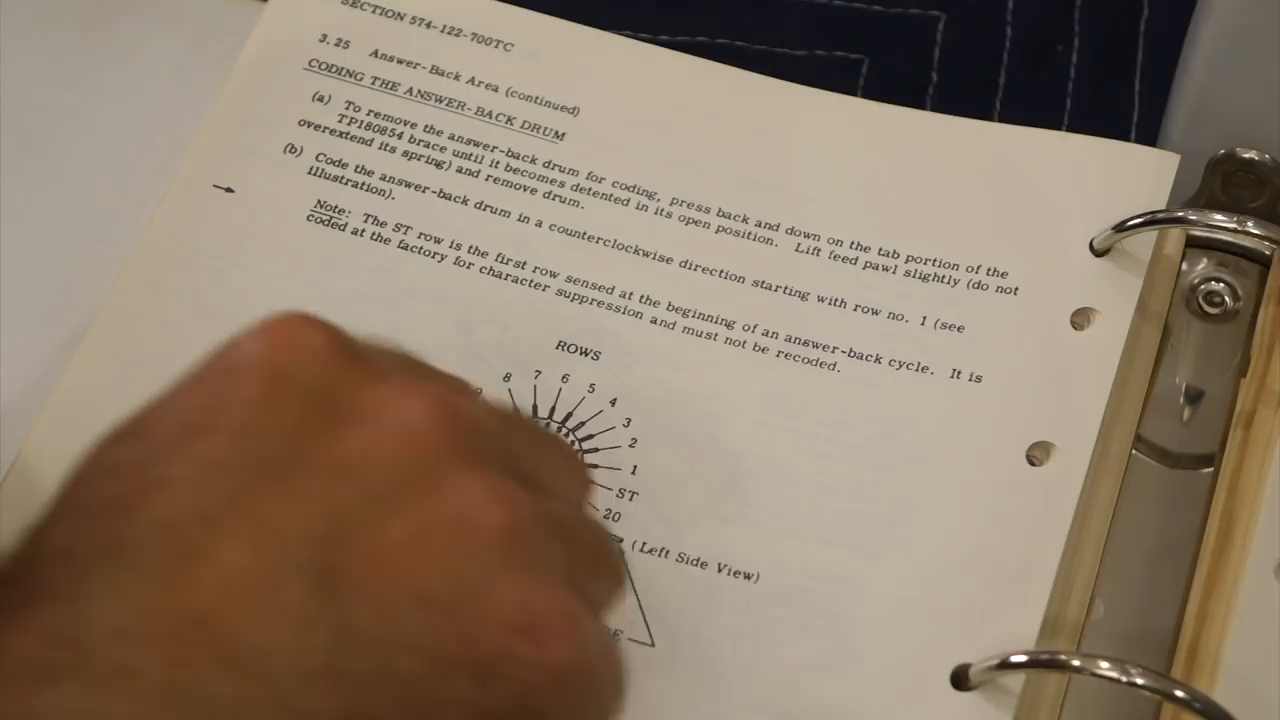 SECTION 574-122-700TC
3.25 Answer-Back Area (continued)
CODING THE ANSWER-BACK DRUM
(a) To remove the answer-back drum for coding, press back and down on the tab portion of the
TP180854 brace until it becomes detented in its open position. Lift feed pawl slightly (do not
overextend its spring) and remove drum.
(b) Code the answer-back drum in a counterclockwise direction starting with row no. 1 (see
illustration).
Note: The ST row is the first row sensed at the beginning of an answer-back cycle. It is
coded at the factory for character suppression and must not be recoded.
ROWS
8 7 6 5 4 3 2 1 ST 20
(Left Side View)